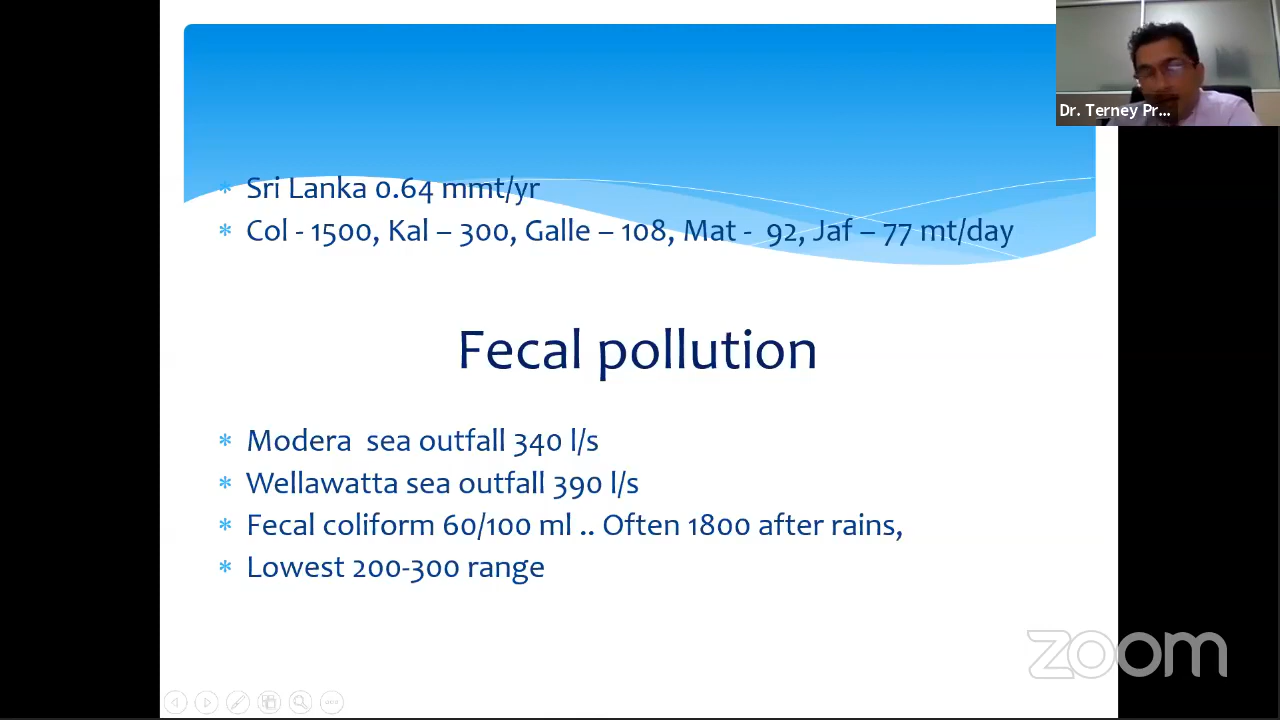 Dr. Terney Pr...
* Sri Lanka 0.64 mmt/yr
* Col - 1500, Kal – 300, Galle – 108, Mat - 92, Jaf – 77 mt/day
Fecal pollution
* Modera sea outfall 340 l/s
* Wellawatta sea outfall 390 l/s
* Fecal coliform 60/100 ml .. Often 1800 after rains,
* Lowest 200-300 range
zoom